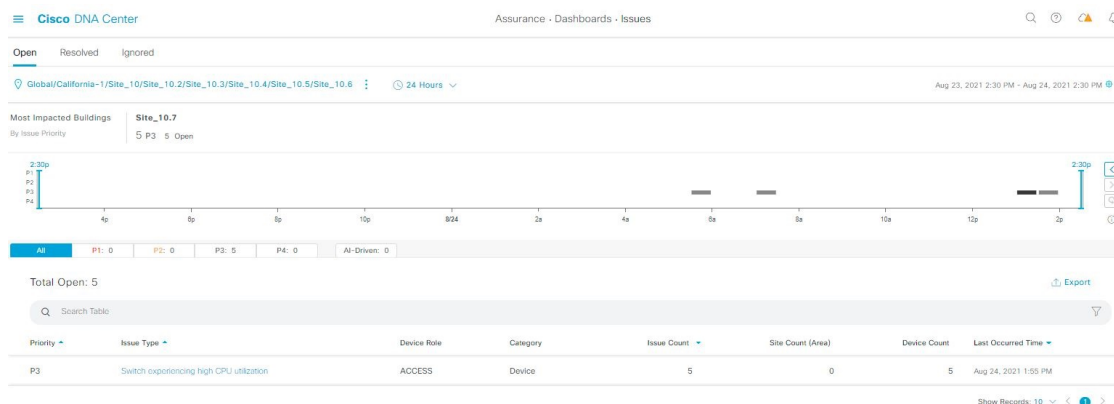 Cisco DNA Center
Assurance · Dashboards · Issues
Open Resolved Ignored
Global/California-1/Site_10/Site_10.2/Site_10.3/Site_10.4/Site_10.5/Site_10.6 24 Hours Aug 23, 2021 2:30 PM - Aug 24, 2021 2:30 PM
Most Impacted Buildings Site_10.7
By Issue Priority 5 P3 5 Open
2:30p 2:30p
P1
P2
P3
P4
4p 6p 8p 10p 8/24 2a 4a 6a 8a 10a 12p 2p
All P1: 0 P2: 0 P3: 5 P4: 0 AI-Driven: 0
Total Open: 5 Export
Search Table
Priority Issue Type Device Role Category Issue Count Site Count (Area) Device Count Last Occurred Time
P3 Switch experiencing high CPU utilization ACCESS Device 5 0 5 Aug 24, 2021 1:55 PM
Show Records: 10 1